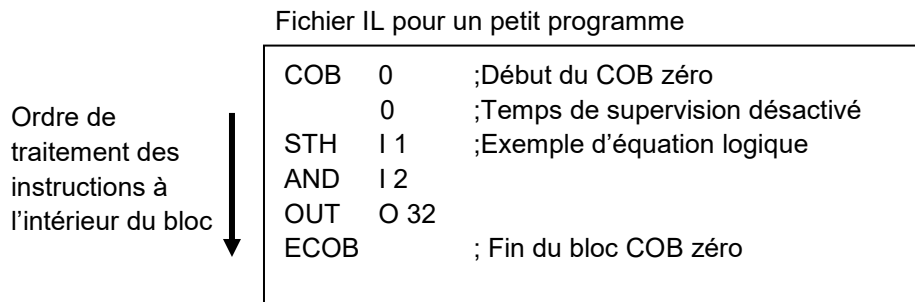 Fichier IL pour un petit programme
Ordre de
traitement des
instructions à
l'intérieur du bloc
COB 0 ;Début du COB zéro
0 ;Temps de supervision désactivé
STH I 1 ;Exemple d'équation logique
AND I 2
OUT O 32
ECOB ; Fin du bloc COB zéro